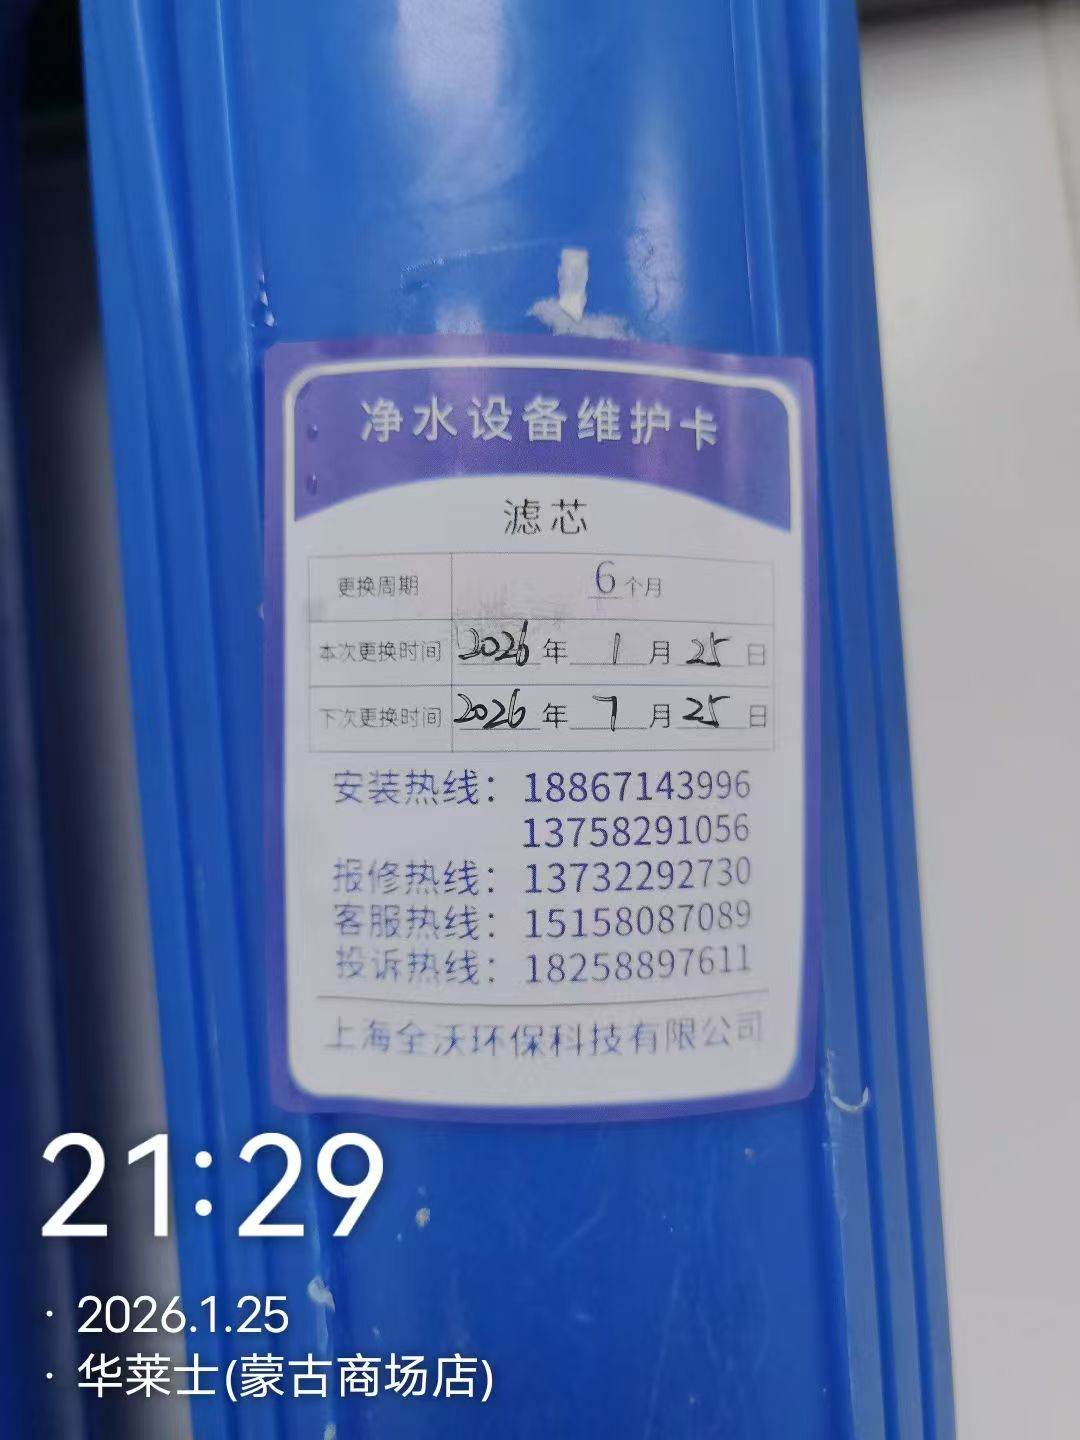 净水设备维护卡
滤芯
更换周期 6个月
本次更换时间 2026年1月25日
下次更换时间 2026年7月25日
安装热线：18867143996
13758291056
报修热线：13732292730
客服热线：15158087089
投诉热线：18258897611
上海全沃环保科技有限公司
21:29
· 2026.1.25
· 华莱士(蒙古商场店)